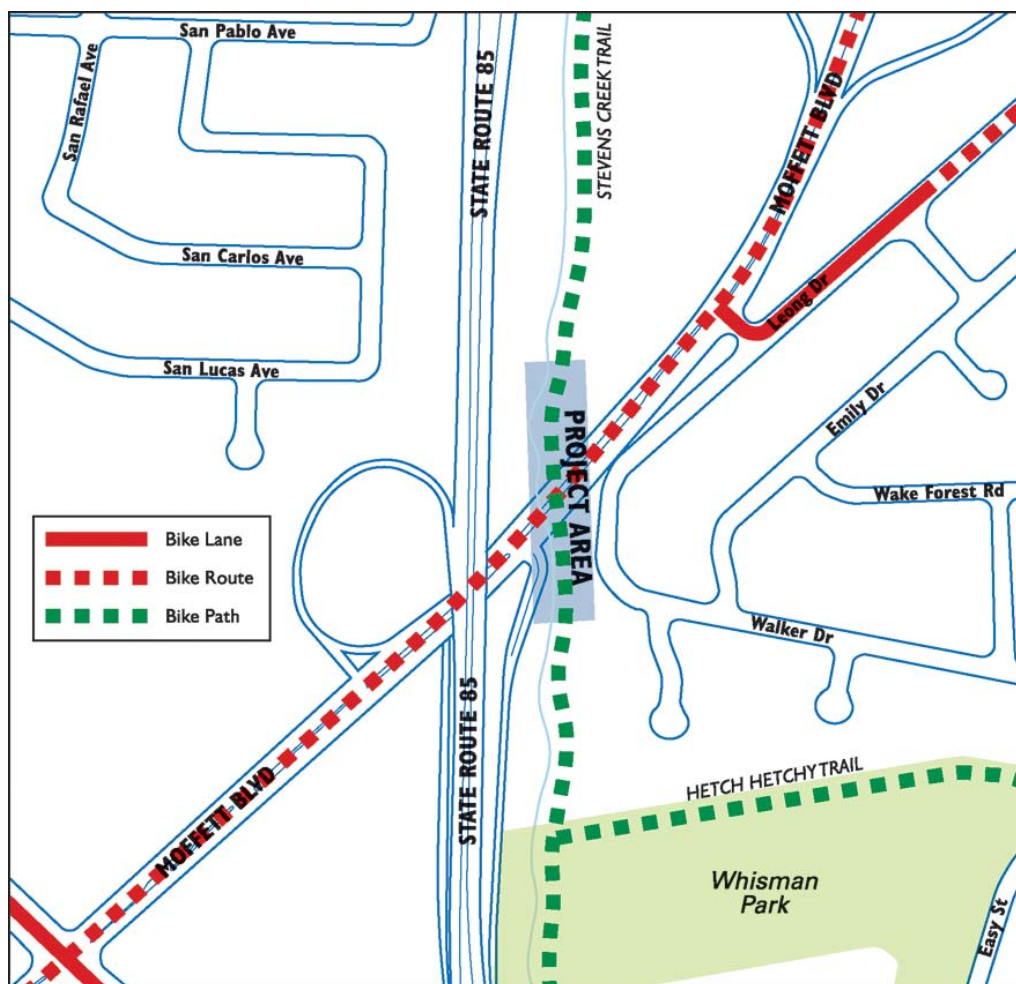 San Pablo Ave
San Rafael Ave
STATE ROUTE 85
STEVENS CREEK TRAIL
MOFFETT BLVD
San Carlos Ave
Leong Dr
San Lucas Ave
Emily Dr
PROJECT AREA
Wake Forest Rd
Bike Lane
Bike Route
Bike Path
Walker Dr
STATE ROUTE 85
MOFFETT BLVD
HETCH HETCHY TRAIL
Whisman
Park
Easy St